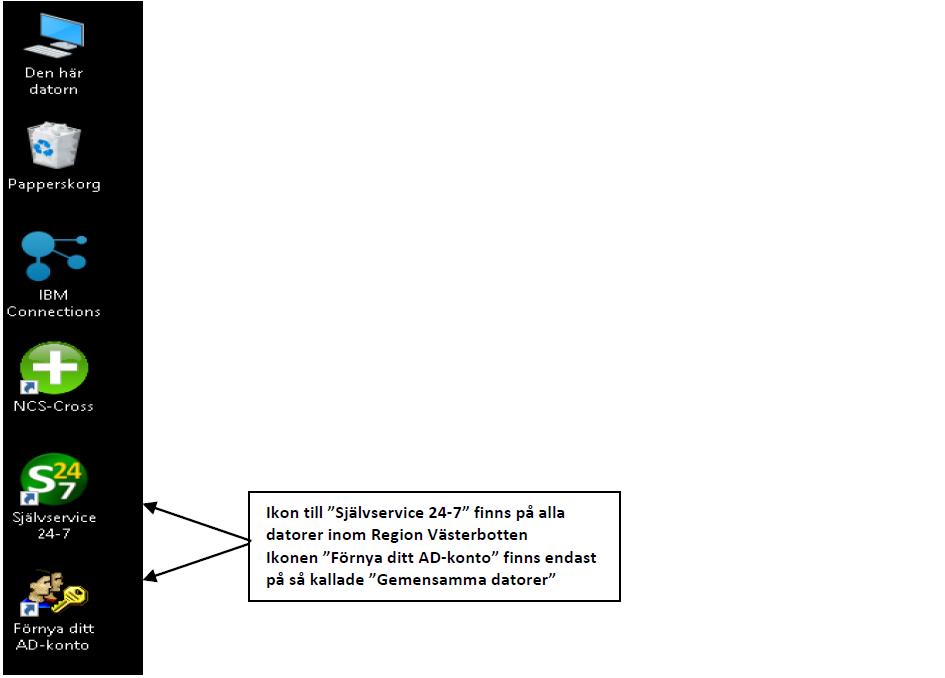 Den här
datorn
Papperskorg
IBM
Connections
NCS-Cross
S 24
7
Självservice
24-7
Förnya ditt
AD-konto
Ikon till ”Självservice 24-7” finns på alla
datorer inom Region Västerbotten
Ikonen ”Förnya ditt AD-konto” finns endast
på så kallade ”Gemensamma datorer”